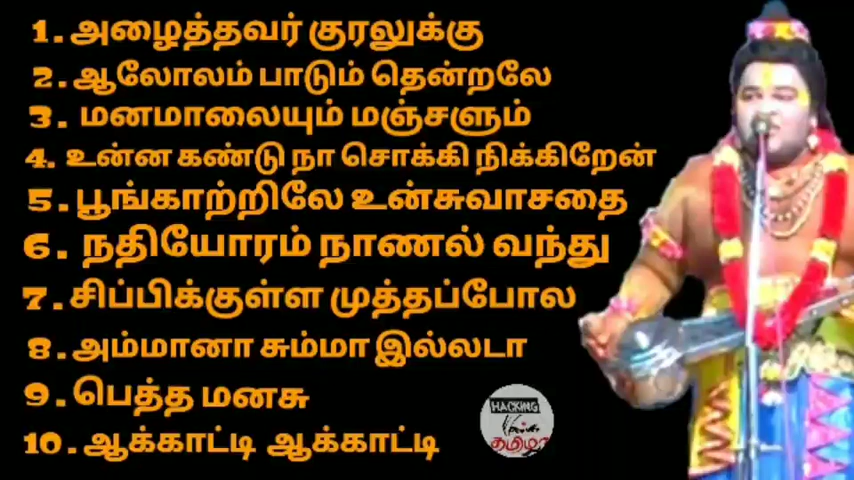 1. அழைத்தவர் குரலுக்கு
2. ஆலோலம் பாடும் தென்றலே
3. மனமாலையும் மஞ்சளும்
4. உன்ன கண்டு நா சொக்கி நிக்கிறேன்
5. பூங்காற்றிலே உன்சுவாசதை
6. நதியோரம் நாணல் வந்து
7. சிப்பிக்குள்ள முத்தப்போல
8. அம்மானா சும்மா இல்லடா
9. பெத்த மனசு
10. ஆக்காட்டி ஆக்காட்டி
HACKING